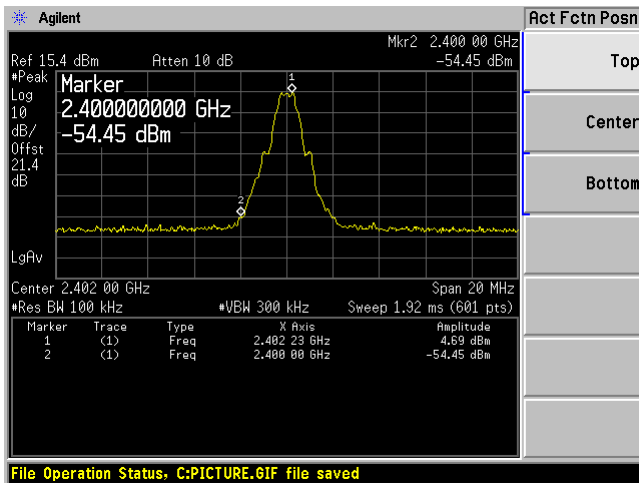 Agilent
Act Fctn Posn
Mkr2 2.400 00 GHz
Ref 15.4 dBm Atten 10 dB -54.45 dBm
#Peak
Log
10
dB/
Offst
21.4
dB
Marker
2.400000000 GHz
-54.45 dBm
1
2
LgAv
Center 2.402 00 GHz Span 20 MHz
#Res BW 100 kHz #VBW 300 kHz Sweep 1.92 ms (601 pts)
Marker Trace Type X Axis Amplitude
1 (1) Freq 2.402 23 GHz 4.69 dBm
2 (1) Freq 2.400 00 GHz -54.45 dBm
Top
Center
Bottom
File Operation Status, C:PICTURE.GIF file saved